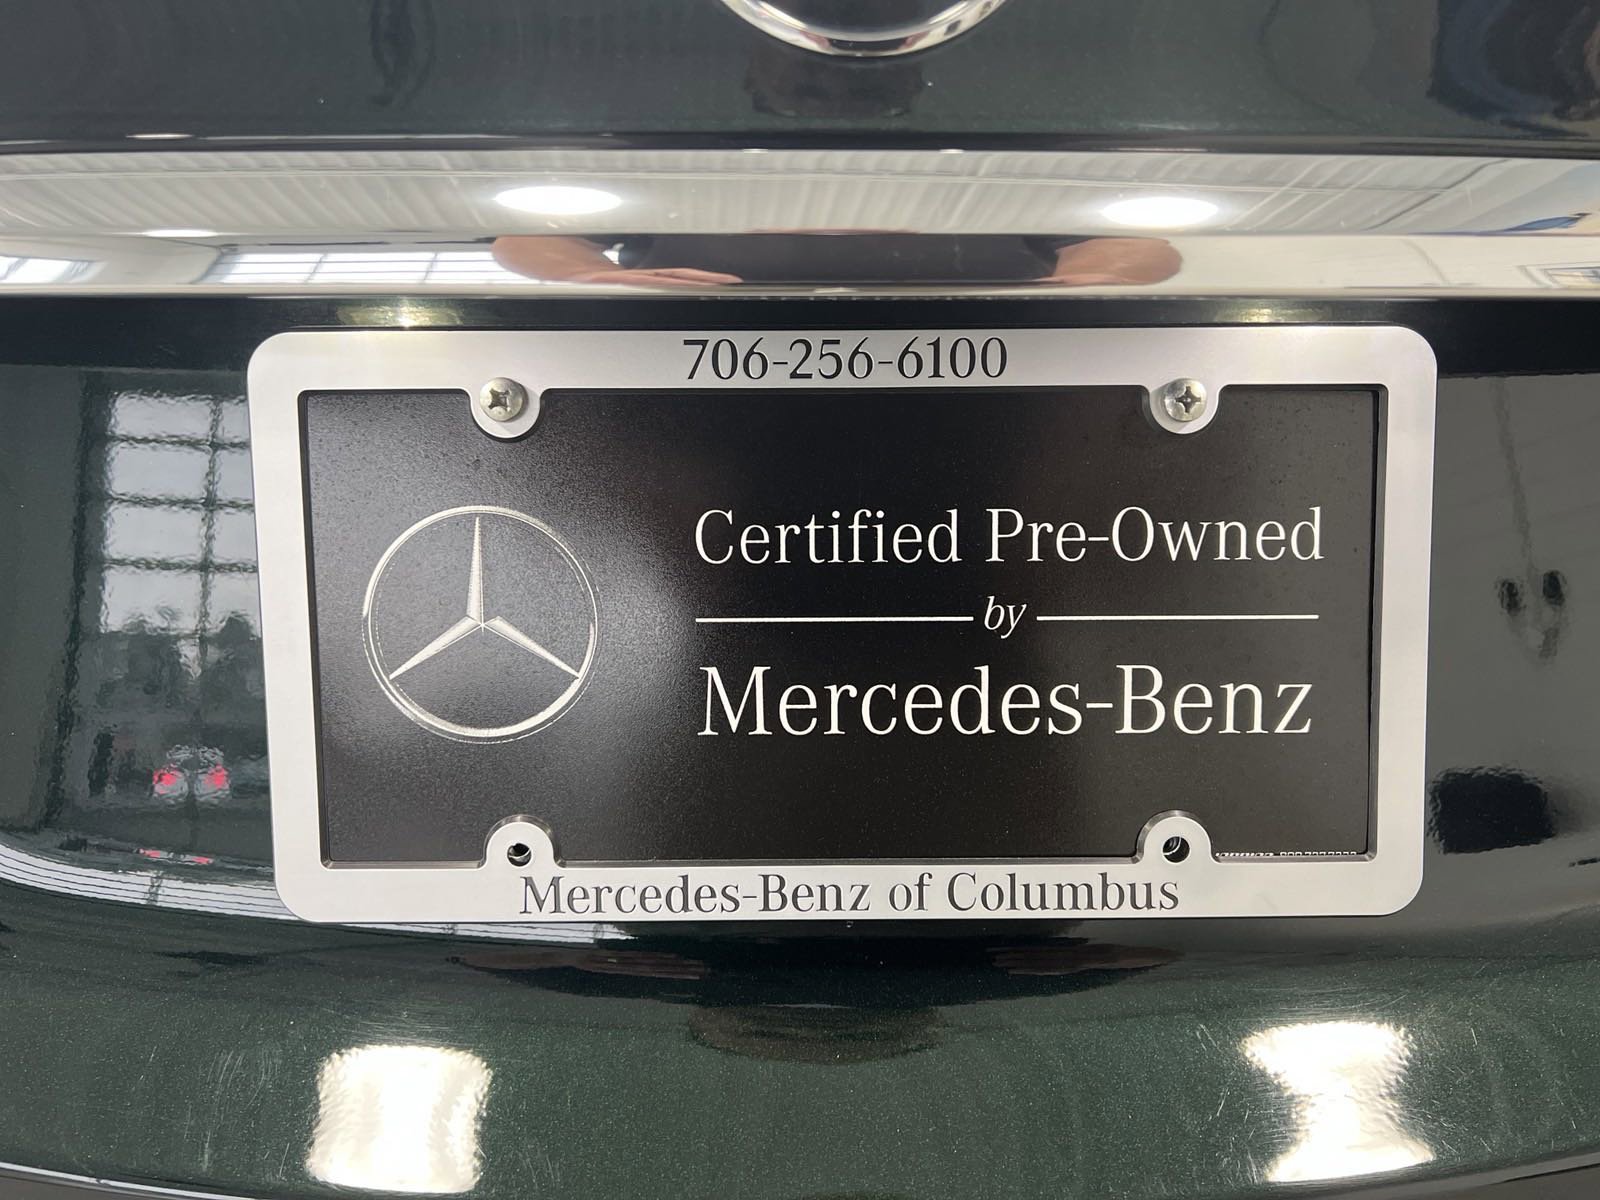 706-256-6100
Certified Pre-Owned
by
Mercedes-Benz
Mercedes-Benz of Columbus